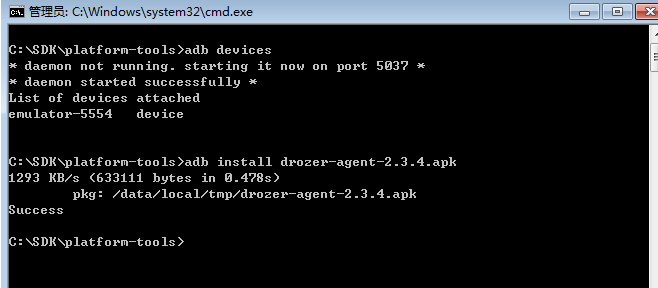 管理员: C:\Windows\system32\cmd.exe
C:\SDK\platform-tools>adb devices
* daemon not running. starting it now on port 5037 *
* daemon started successfully *
List of devices attached
emulator-5554   device
C:\SDK\platform-tools>adb install drozer-agent-2.3.4.apk
1293 KB/s (633111 bytes in 0.478s)
        pkg: /data/local/tmp/drozer-agent-2.3.4.apk
Success
C:\SDK\platform-tools>